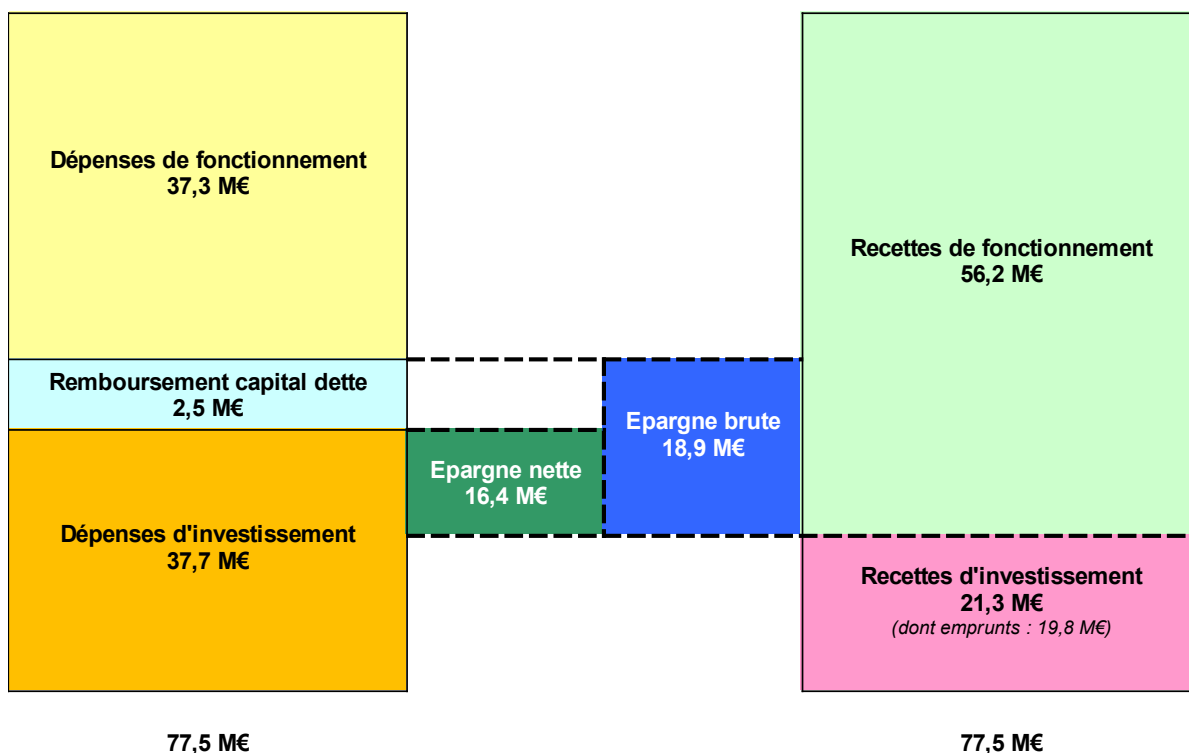 Dépenses de fonctionnement
37,3 M€
Remboursement capital dette
2,5 M€
Dépenses d'investissement
37,7 M€
Epargne nette
16,4 M€
Epargne brute
18,9 M€
Recettes de fonctionnement
56,2 M€
Recettes d'investissement
21,3 M€
(dont emprunts : 19,8 M€)
77,5 M€
77,5 M€